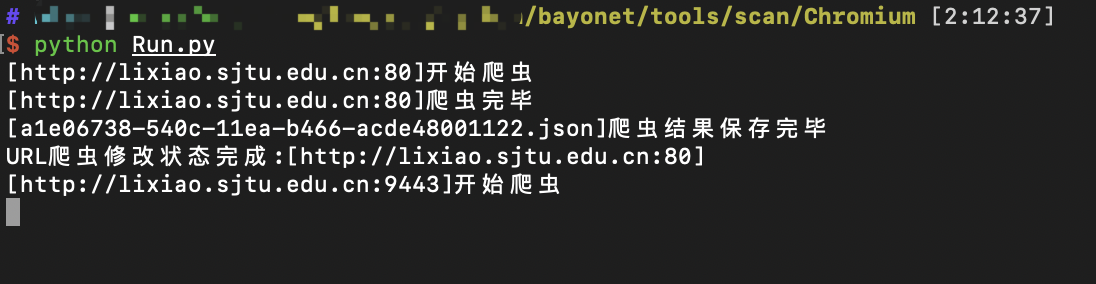 # /bayonet/tools/scan/Chromium [2:12:37]
$ python Run.py
[http://lixiao.sjtu.edu.cn:80]开始爬虫
[http://lixiao.sjtu.edu.cn:80]爬虫完毕
[a1e06738-540c-11ea-b466-acde48001122.json]爬虫结果保存完毕
URL爬虫修改状态完成:[http://lixiao.sjtu.edu.cn:80]
[http://lixiao.sjtu.edu.cn:9443]开始爬虫